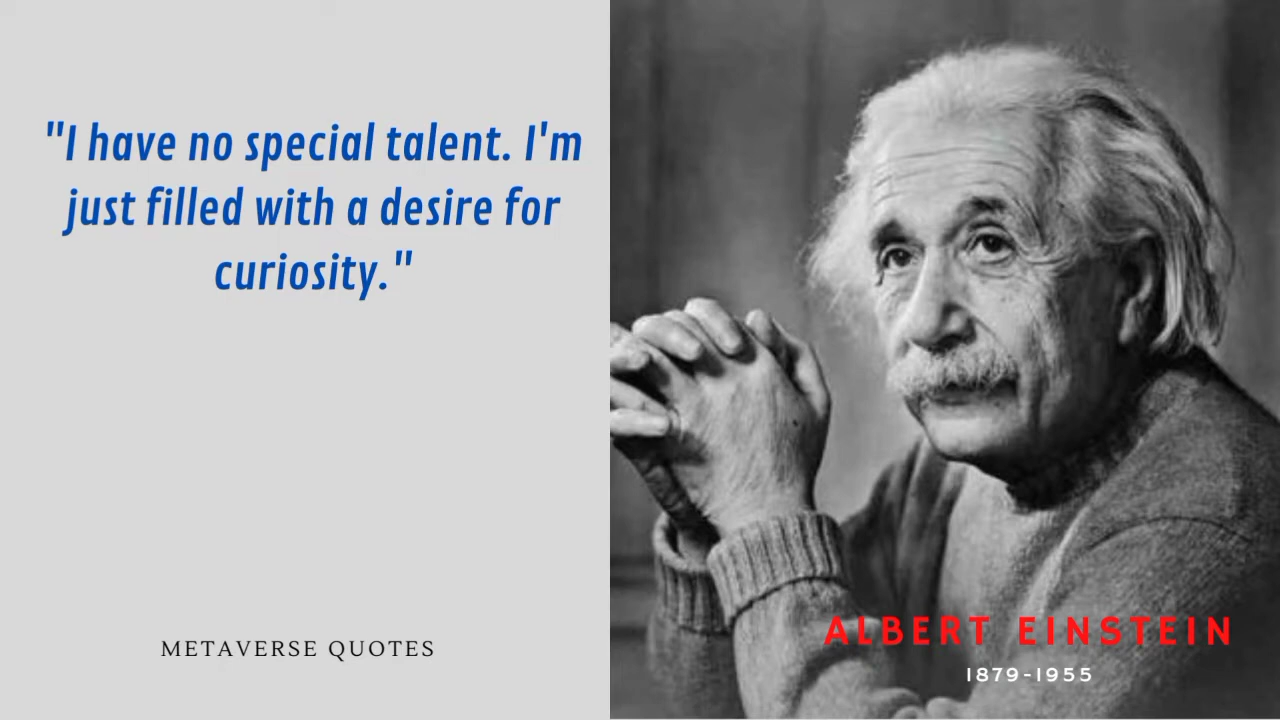 "I have no special talent. I'm
just filled with a desire for
curiosity."
METAVERSE QUOTES
ALBERT EINSTEIN
1879-1955